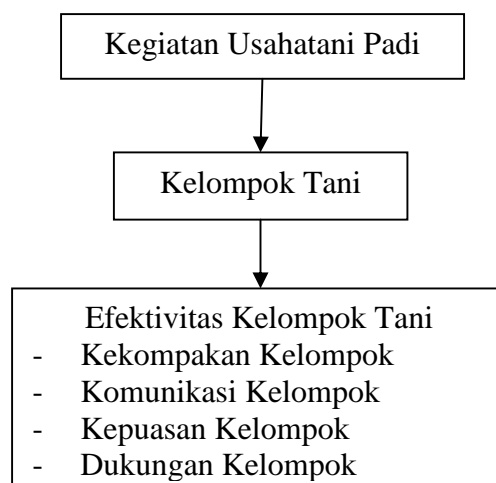 Kegiatan Usahatani Padi
Kelompok Tani
Efektivitas Kelompok Tani
- Kekompakan Kelompok
- Komunikasi Kelompok
- Kepuasan Kelompok
- Dukungan Kelompok